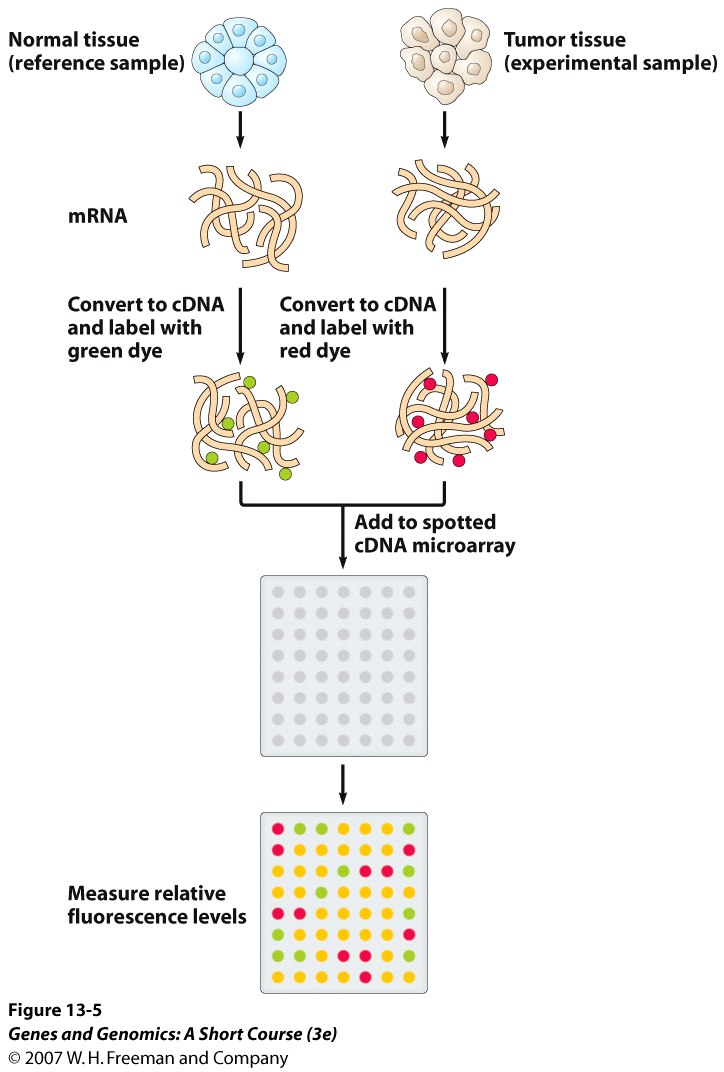 Normal tissue
(reference sample)
Tumor tissue
(experimental sample)
mRNA
Convert to cDNA
and label with
green dye
Convert to cDNA
and label with
red dye
Add to spotted
cDNA microarray
Measure relative
fluorescence levels
Figure 13-5
Genes and Genomics: A Short Course (3e)
© 2007 W. H. Freeman and Company